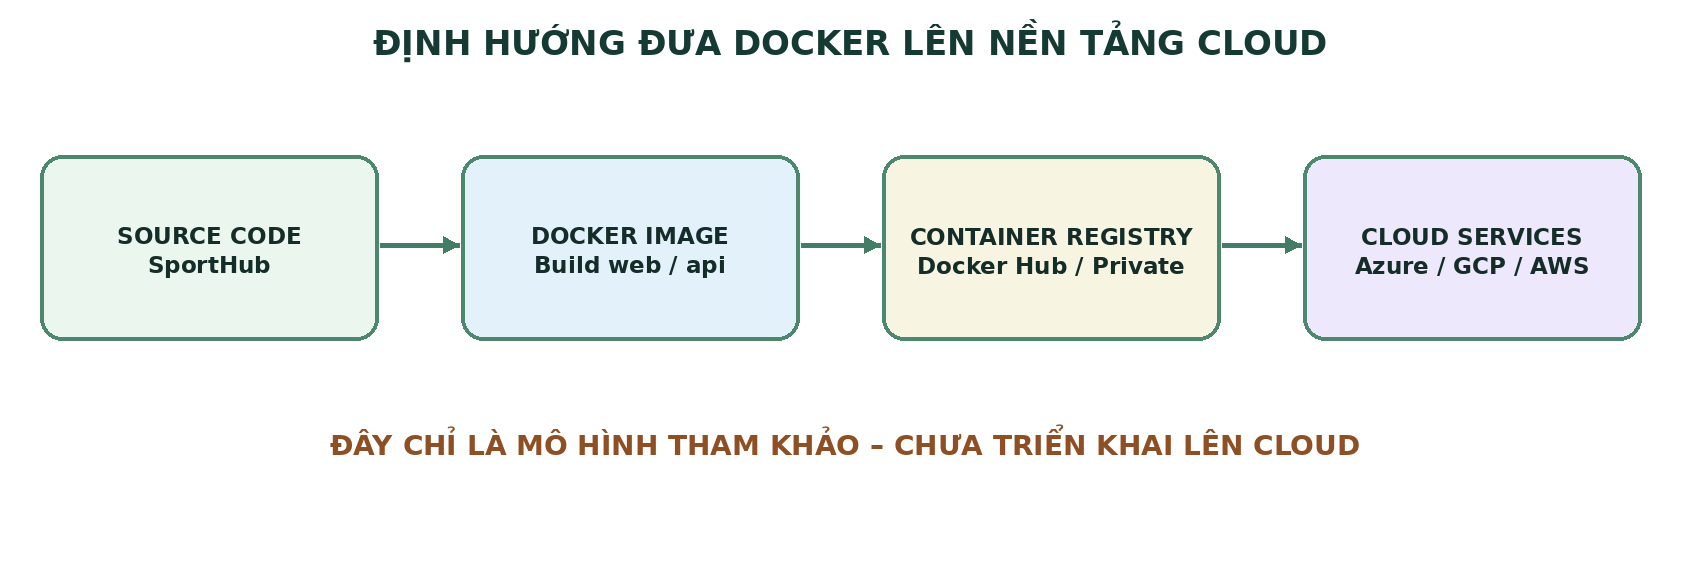 ĐỊNH HƯỚNG ĐƯA DOCKER LÊN NỀN TẢNG CLOUD
SOURCE CODE
SportHub
DOCKER IMAGE
Build web / api
CONTAINER REGISTRY
Docker Hub / Private
CLOUD SERVICES
Azure / GCP / AWS
ĐÂY CHỈ LÀ MÔ HÌNH THAM KHẢO – CHƯA TRIỂN KHAI LÊN CLOUD